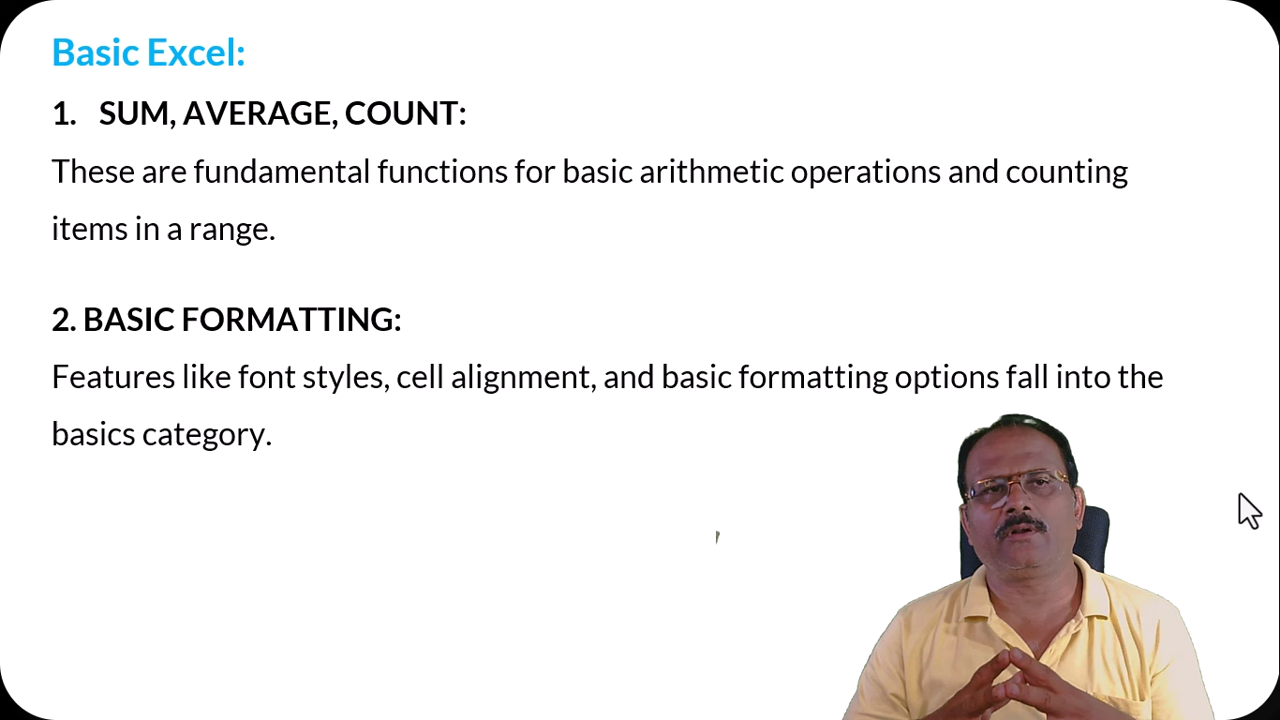 Basic Excel:
1. SUM, AVERAGE, COUNT:
These are fundamental functions for basic arithmetic operations and counting
items in a range.
2. BASIC FORMATTING:
Features like font styles, cell alignment, and basic formatting options fall into the
basics category.